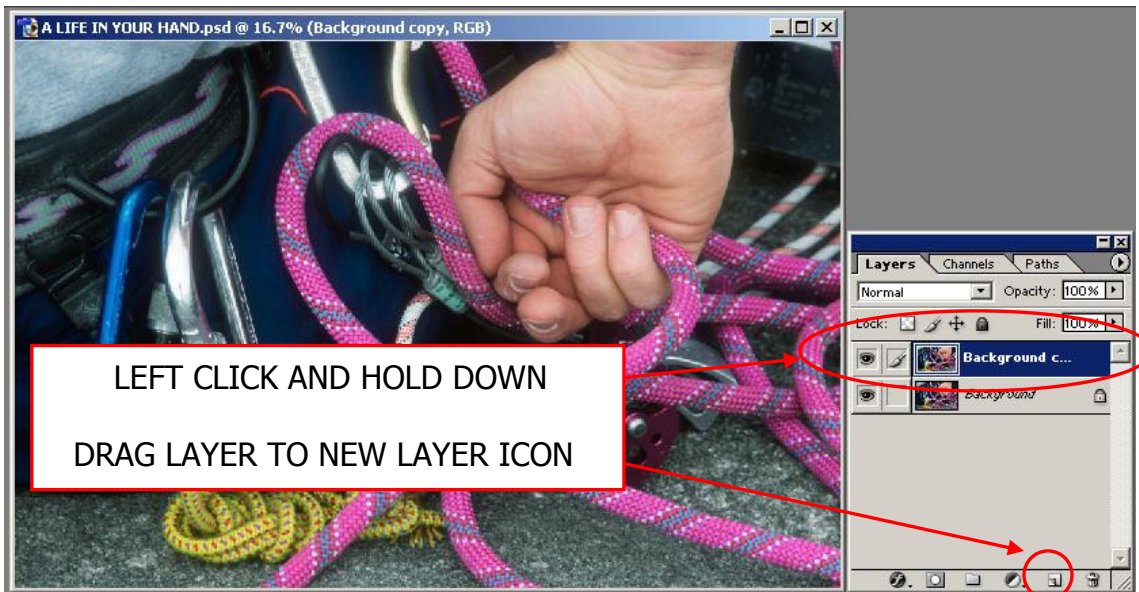 A LIFE IN YOUR HAND.psd @ 16.7% (Background copy, RGB)
Layers Channels Paths
Normal Opacity: 100%
Lock: Fill: 100%
Background c...
Background
LEFT CLICK AND HOLD DOWN
DRAG LAYER TO NEW LAYER ICON